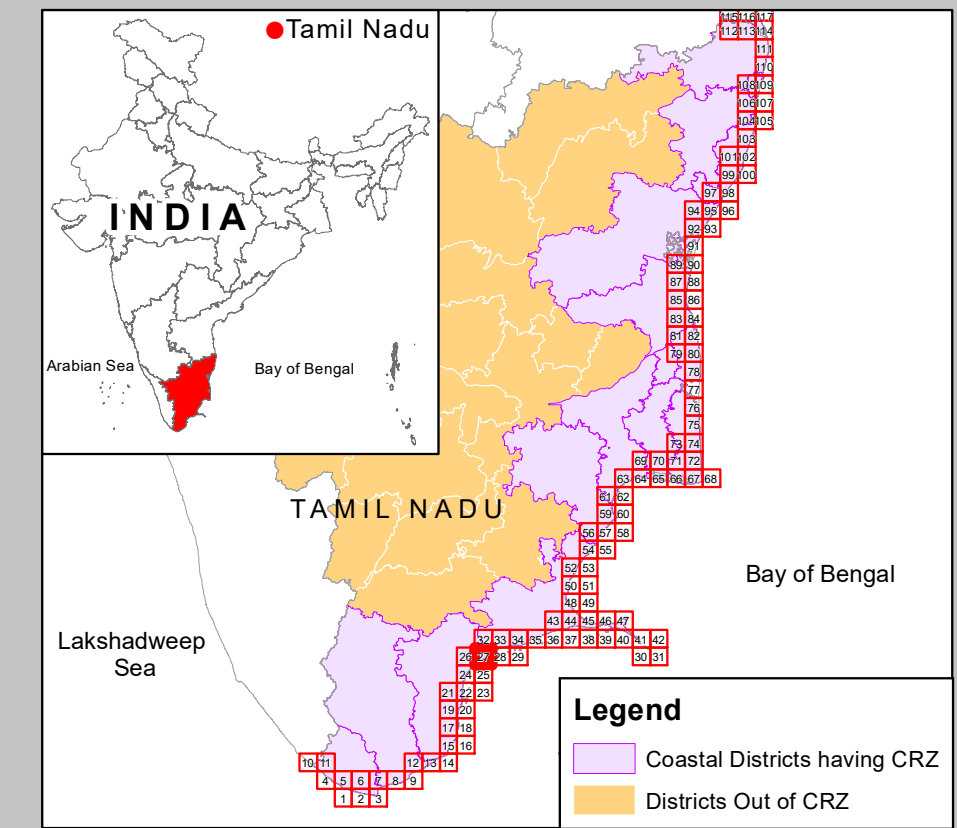 Tamil Nadu
INDIA
Arabian Sea
Bay of Bengal
115 116 117
112 113 114
111
110
108 109
106 107
104 105
103
101 102
99 100
97 98
94 95 96
92 93
91
89 90
87 88
85 86
83 84
81 82
79 80
78
77
76
75
73 74
69 70 71 72
63 64 65 66 67 68
61 62
59 60
56 57 58
54 55
52 53
50 51
48 49
43 44 45 46 47
32 33 34 35 36 37 38 39 40 41 42
26 27 28 29 30 31
24 25
21 22 23
19 20
17 18
15 16
10 11 12 13 14
4 5 6 7 8 9
1 2 3
TAMIL NADU
Bay of Bengal
Lakshadweep
Sea
Legend
Coastal Districts having CRZ
Districts Out of CRZ